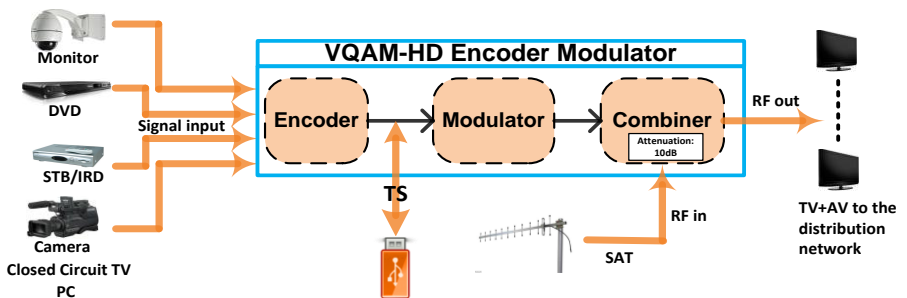 VQAM-HD Encoder Modulator
Monitor
DVD
Signal input
STB/IRD
Camera
Closed Circuit TV
PC
Encoder
Modulator
Combiner
Attenuation:
10dB
TS
RF in
SAT
RF out
TV+AV to the
distribution
network